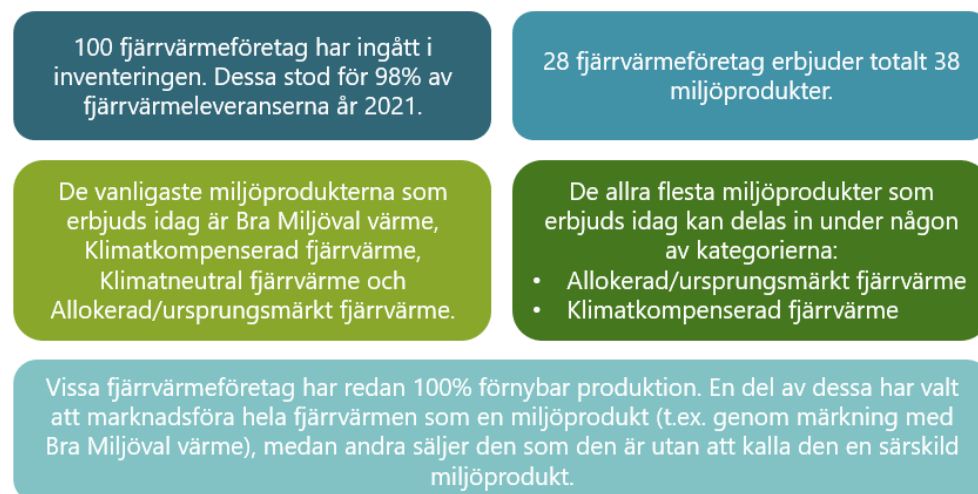 100 fjärrvärmeföretag har ingått i
inventeringen. Dessa stod för 98% av
fjärrvärmeleveranserna år 2021.
28 fjärrvärmeföretag erbjuder totalt 38
miljöprodukter.
De vanligaste miljöprodukterna som
erbjuds idag är Bra Miljöval värme,
Klimatkompenserad fjärrvärme,
Klimatneutral fjärrvärme och
Allokerad/ursprungsmärkt fjärrvärme.
De allra flesta miljöprodukter som
erbjuds idag kan delas in under någon
av kategorierna:
• Allokerad/ursprungsmärkt fjärrvärme
• Klimatkompenserad fjärrvärme
Vissa fjärrvärmeföretag har redan 100% förnybar produktion. En del av dessa har valt
att marknadsföra hela fjärrvärmen som en miljöprodukt (t.ex. genom märkning med
Bra Miljöval värme), medan andra säljer den som den är utan att kalla den en särskild
miljöprodukt.